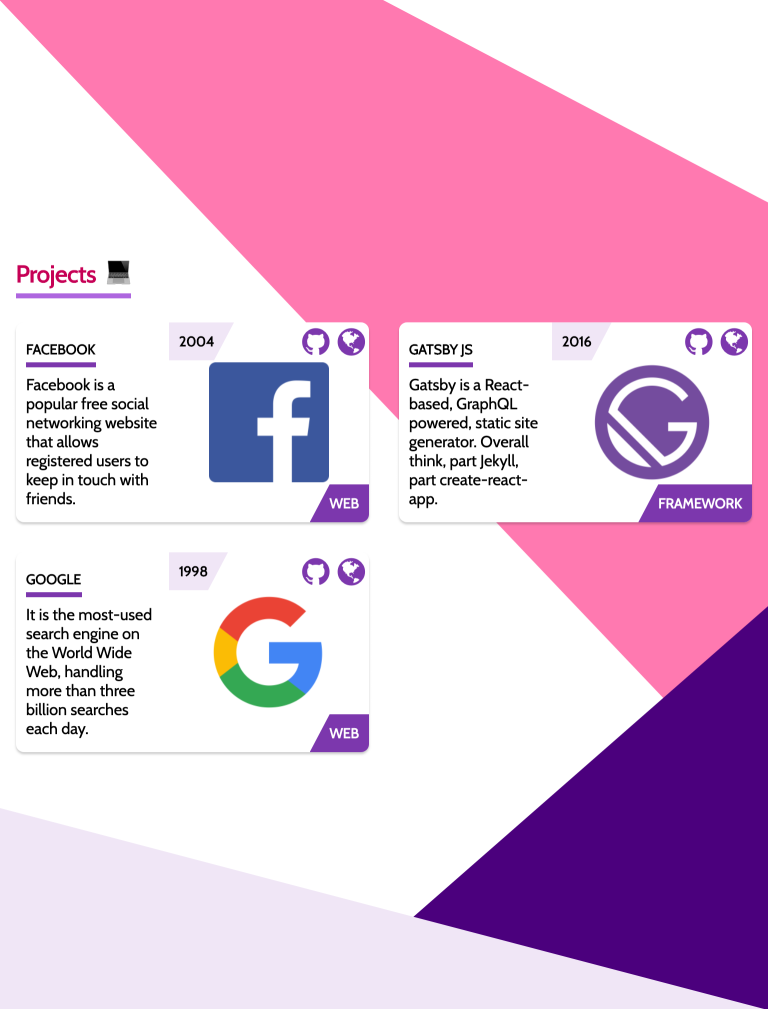 Projects
FACEBOOK
2004
Facebook is a
popular free social
networking website
that allows
registered users to
keep in touch with
friends.
WEB
GATSBY JS
2016
Gatsby is a React-
based, GraphQL
powered, static site
generator. Overall
think, part Jekyll,
part create-react-
app.
FRAMEWORK
GOOGLE
1998
It is the most-used
search engine on
the World Wide
Web, handling
more than three
billion searches
each day.
WEB